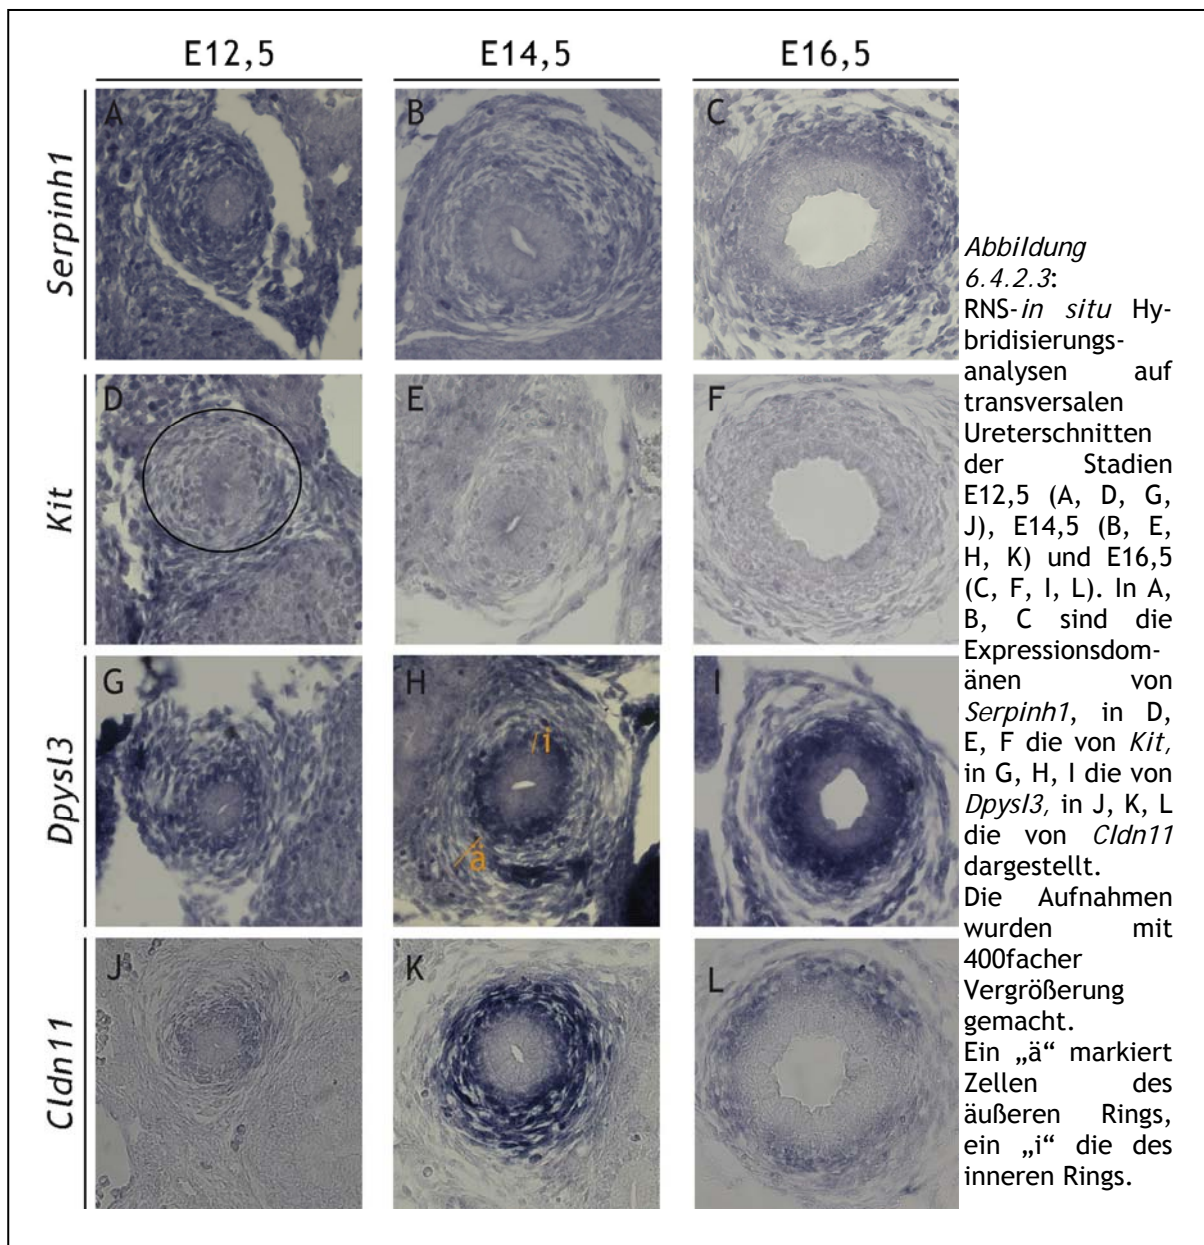 E12,5 E14,5 E16,5
Serpinh1
A B C
Kit
D E F
Dpysl3
G H I
i
ä
Cldn11
J K L
Abbildung
6.4.2.3:
RNS-in situ Hy-
bridisierungs-
analysen auf
transversalen
Ureterschnitten
der Stadien
E12,5 (A, D, G,
J), E14,5 (B, E,
H, K) und E16,5
(C, F, I, L). In A,
B, C sind die
Expressionsdom-
änen von
Serpinh1, in D,
E, F die von Kit,
in G, H, I die von
Dpysl3, in J, K, L
die von Cldn11
dargestellt.
Die Aufnahmen
wurden mit
400facher
Vergrößerung
gemacht.
Ein „ä“ markiert
Zellen des
äußeren Rings,
ein „i“ die des
inneren Rings.